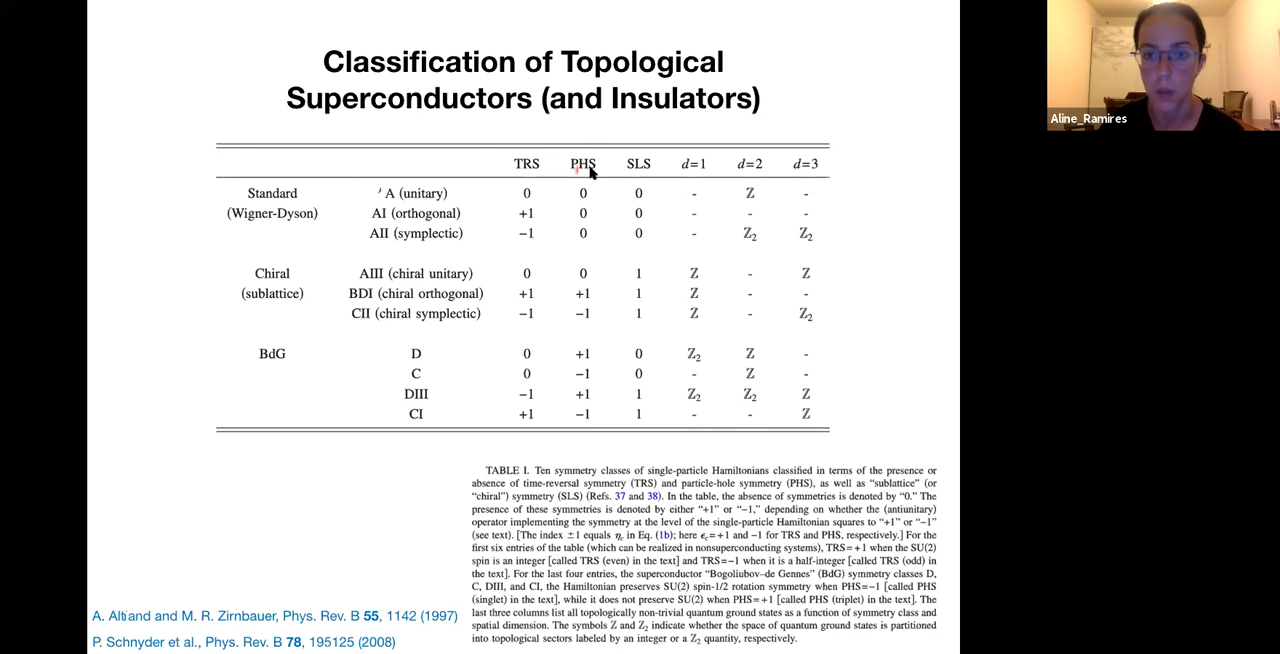 Classification of Topological
Superconductors (and Insulators)
Aline_Ramires
TRS PHS SLS d=1 d=2 d=3
Standard A (unitary) 0 0 0 - ℤ -
(Wigner-Dyson) AI (orthogonal) +1 0 0 - - -
AII (symplectic) −1 0 0 - ℤ₂ ℤ₂
Chiral AIII (chiral unitary) 0 0 1 ℤ - ℤ
(sublattice) BDI (chiral orthogonal) +1 +1 1 ℤ - -
CII (chiral symplectic) −1 −1 1 ℤ - ℤ₂
BdG D 0 +1 0 ℤ₂ ℤ -
C 0 −1 0 - ℤ -
DIII −1 +1 1 ℤ₂ ℤ₂ ℤ
CI +1 −1 1 - - ℤ
TABLE I. Ten symmetry classes of single-particle Hamiltonians classified in terms of the presence or
absence of time-reversal symmetry (TRS) and particle-hole symmetry (PHS), as well as “sublattice” (or
“chiral”) symmetry (SLS) (Refs. 37 and 38). In the table, the absence of symmetries is denoted by “0.” The
presence of these symmetries is denoted by either “+1” or “−1,” depending on whether the (antiunitary)
operator implementing the symmetry at the level of the single-particle Hamiltonian squares to “+1” or “−1”
(see text). [The index ±1 equals ηc in Eq. (1b); here ϵc=+1 and −1 for TRS and PHS, respectively.] For the
first six entries of the table (which can be realized in nonsuperconducting systems), TRS=+1 when the SU(2)
spin is an integer [called TRS (even) in the text] and TRS=−1 when it is a half-integer [called TRS (odd) in
the text]. For the last four entries, the superconductor “Bogoliubov–de Gennes” (BdG) symmetry classes D,
C, DIII, and CI, the Hamiltonian preserves SU(2) spin-1/2 rotation symmetry when PHS=−1 [called PHS
(singlet) in the text], while it does not preserve SU(2) when PHS=+1 [called PHS (triplet) in the text]. The
last three columns list all topologically non-trivial quantum ground states as a function of symmetry class and
spatial dimension. The symbols ℤ and ℤ₂ indicate whether the space of quantum ground states is partitioned
into topological sectors labeled by an integer or a ℤ₂ quantity, respectively.
A. Altland and M. R. Zirnbauer, Phys. Rev. B 55, 1142 (1997)
P. Schnyder et al., Phys. Rev. B 78, 195125 (2008)